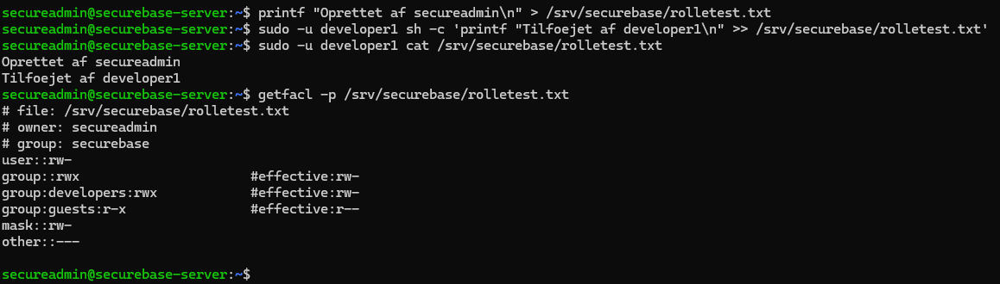 secureadmin@securebase-server:~$ printf "Oprettet af secureadmin\n" > /srv/securebase/rolletest.txt
secureadmin@securebase-server:~$ sudo -u developer1 sh -c 'printf "Tilfoejet af developer1\n" >> /srv/securebase/rolletest.txt'
secureadmin@securebase-server:~$ sudo -u developer1 cat /srv/securebase/rolletest.txt
Oprettet af secureadmin
Tilfoejet af developer1
secureadmin@securebase-server:~$ getfacl -p /srv/securebase/rolletest.txt
# file: /srv/securebase/rolletest.txt
# owner: secureadmin
# group: securebase
user::rw-
group::rwx                      #effective:rw-
group:developers:rwx            #effective:rw-
group:guests:r-x                #effective:r--
mask::rw-
other::---
secureadmin@securebase-server:~$